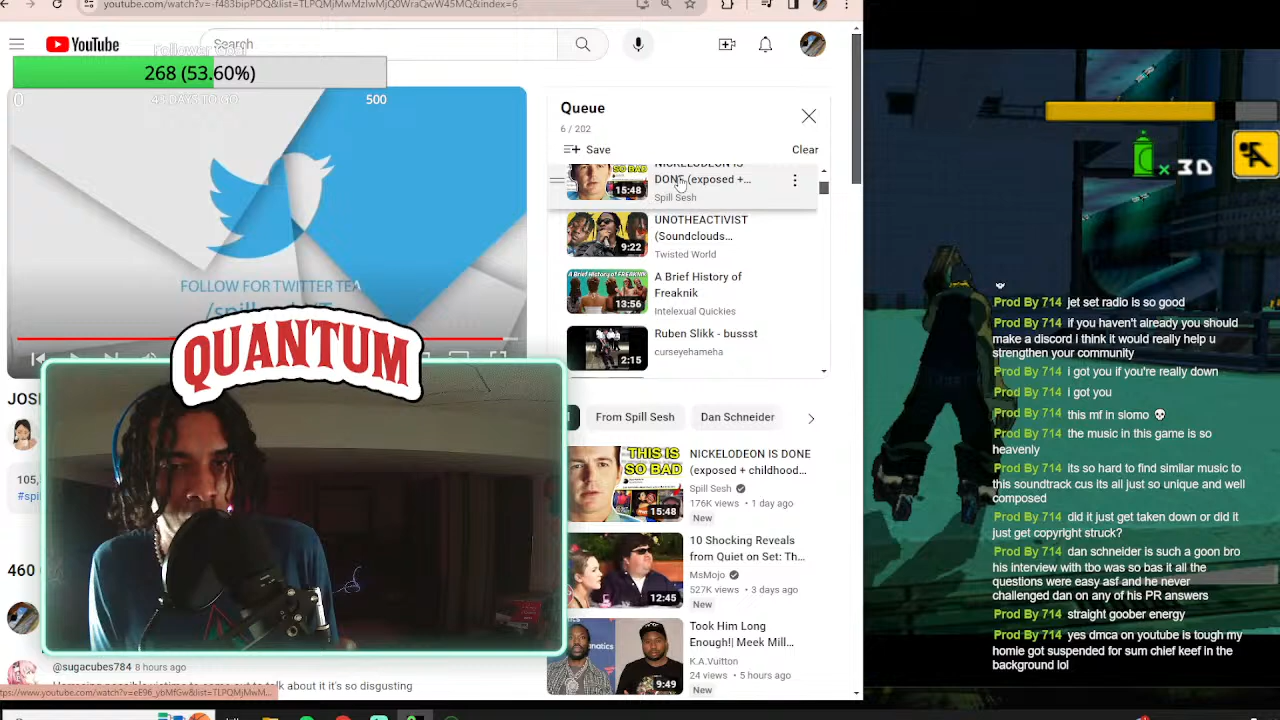 youtube.com/watch?v=-f483bipPDQ&list=TLPQMjMwMzIwMjQ0WraQwW45MQ&index=6
YouTube
Search
268 (53.60%)
0
500
FOLLOW FOR TWITTER TEA
Queue
6 / 202
Save
Clear
NICKELODEON IS
DONE (exposed +...
Spill Sesh
15:48
UNOTHEACTIVIST
(Soundclouds...
Twisted World
9:22
A Brief History of
Freaknik
Intelexual Quickies
13:56
Ruben Slikk - bussst
curseyehameha
2:15
QUANTUM
From Spill Sesh
Dan Schneider
THIS IS
SO BAD
15:48
NICKELODEON IS DONE
(exposed + childhood...
Spill Sesh
176K views • 1 day ago
New
10 Shocking Reveals
from Quiet on Set: Th...
MsMojo
527K views • 3 days ago
New
12:45
Took Him Long
Enough!| Meek Mill...
K.A.Vuitton
24 views • 5 hours ago
New
9:49
105,
460
@sugacubes784 8 hours ago
talk about it it's so disgusting
x 30
Prod By 714 jet set radio is so good
Prod By 714 if you haven't already you should
make a discord I think it would really help u
strengthen your community
Prod By 714 i got you if you're really down
Prod By 714 i got you
Prod By 714 this mf in slomo 💀
Prod By 714 the music in this game is so
heavenly
Prod By 714 its so hard to find similar music to
this soundtrack cus its all just so unique and well
composed
Prod By 714 did it just get taken down or did it
just get copyright struck?
Prod By 714 dan schneider is such a goon bro
his interview with tbo was so bas it all the
questions were easy asf and he never
challenged dan on any of his PR answers
Prod By 714 straight goober energy
Prod By 714 yes dmca on youtube is tough my
homie got suspended for sum chief keef in the
background lol